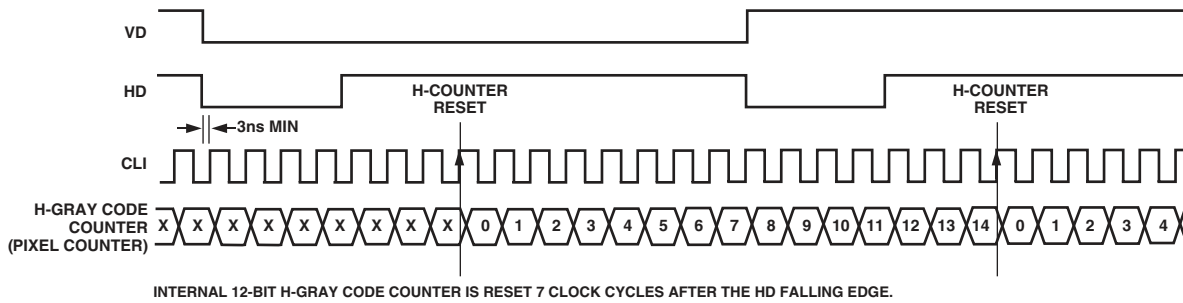 VD
HD
H-COUNTER
RESET
H-COUNTER
RESET
3ns MIN
CLI
H-GRAY CODE
COUNTER
(PIXEL COUNTER)
X X X X X X X X X 0 1 2 3 4 5 6 7 8 9 10 11 12 13 14 0 1 2 3 4
INTERNAL 12-BIT H-GRAY CODE COUNTER IS RESET 7 CLOCK CYCLES AFTER THE HD FALLING EDGE.